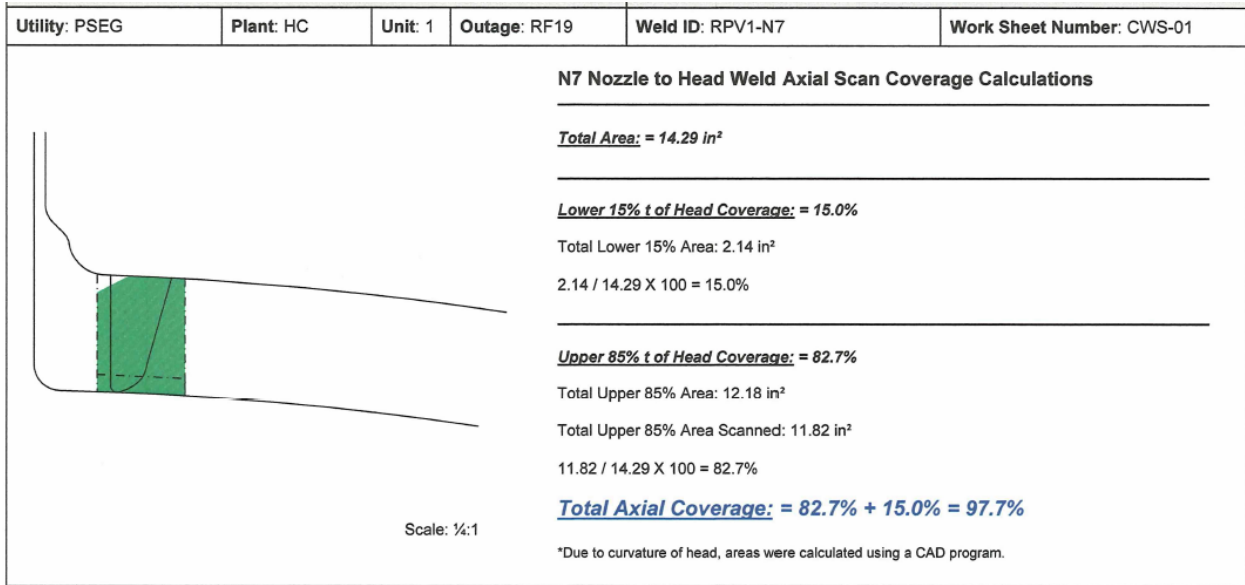 Utility: PSEG Plant: HC Unit: 1 Outage: RF19 Weld ID: RPV1-N7 Work Sheet Number: CWS-01
N7 Nozzle to Head Weld Axial Scan Coverage Calculations
Total Area: = 14.29 in²
Lower 15% t of Head Coverage: = 15.0%
Total Lower 15% Area: 2.14 in²
2.14 / 14.29 X 100 = 15.0%
Upper 85% t of Head Coverage: = 82.7%
Total Upper 85% Area: 12.18 in²
Total Upper 85% Area Scanned: 11.82 in²
11.82 / 14.29 X 100 = 82.7%
Total Axial Coverage: = 82.7% + 15.0% = 97.7%
Scale: ¼:1
*Due to curvature of head, areas were calculated using a CAD program.